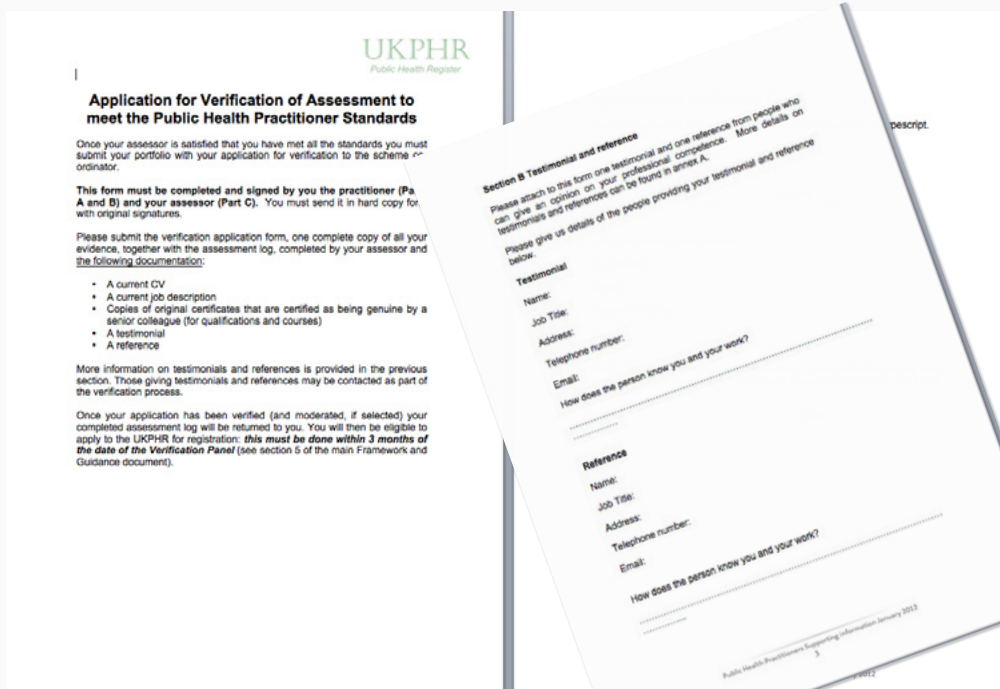 UKPHR
Public Health Register
Application for Verification of Assessment to
meet the Public Health Practitioner Standards
Once your assessor is satisfied that you have met all the standards you must
submit your portfolio with your application for verification to the scheme
ordinator.
This form must be completed and signed by you the practitioner
A and B) and your assessor (Part C). You must send it in hard copy
with original signatures.
Please submit the verification application form, one complete copy of all your
evidence, together with the assessment log, completed by your assessor and
the following documentation:
• A current CV
• A current job description
• Copies of original certificates that are certified as being genuine by a
senior colleague (for qualifications and courses)
• A testimonial
• A reference
More information on testimonials and references is provided in the previous
section. Those giving testimonials and references may be contacted as part of
the verification process.
Once your application has been verified (and moderated, if selected) your
completed assessment log will be returned to you. You will then be eligible to
apply to the UKPHR for registration: this must be done within 3 months of
the date of the Verification Panel (see section 5 of the main Framework and
Guidance document).
pescript.
Section B Testimonial and reference
Please attach to this form one testimonial and one reference from people who
can give an opinion on your professional competence. More details on
testimonials and references can be found in annex A.
Please give us details of the people providing your testimonial and reference
below.
Testimonial
Name:
Job Title:
Address:
Telephone number:
Email:
How does the person know you and your work?
Reference
Name:
Job Title:
Address:
Telephone number:
Email:
How does the person know you and your work?
Public Health Practitioners Supporting information January 2012
3
2012